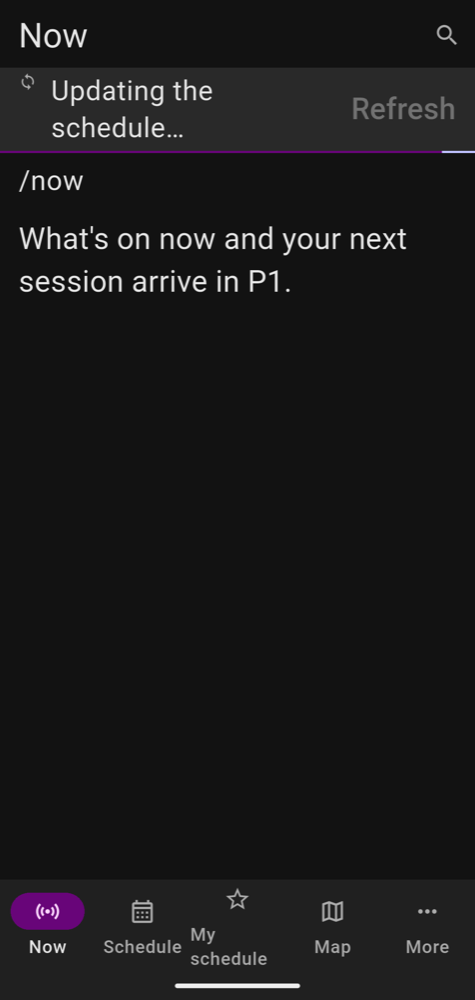 Now
Updating the
schedule…
Refresh
/now
What's on now and your next
session arrive in P1.
Now
Schedule
My
schedule
Map
More